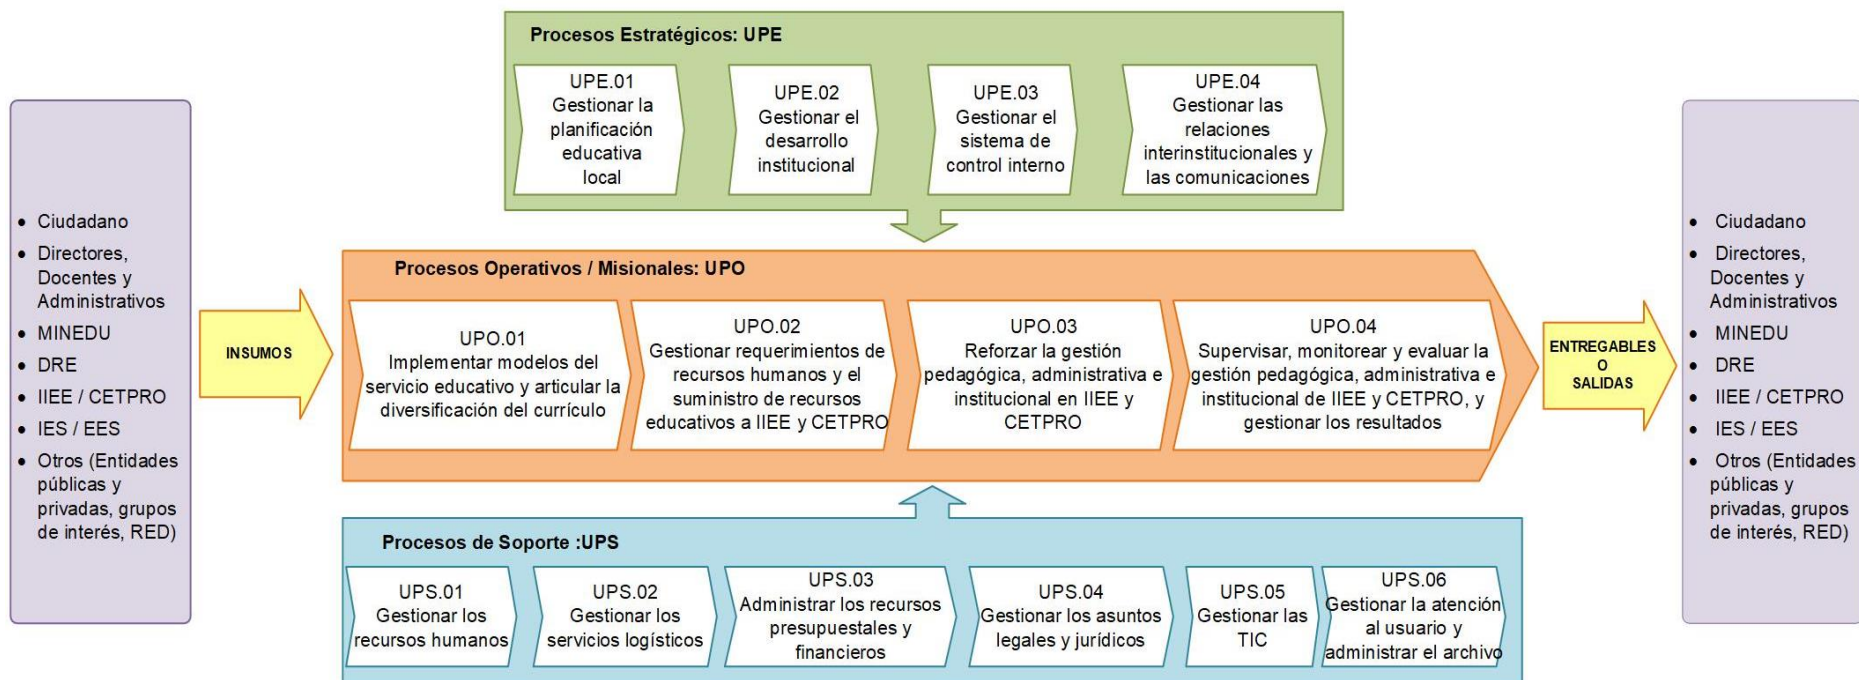 Procesos Estratégicos: UPE
UPE.01
Gestionar la
planificación
educativa
local
UPE.02
Gestionar el
desarrollo
institucional
UPE.03
Gestionar el
sistema de
control interno
UPE.04
Gestionar las
relaciones
interinstitucionales y
las comunicaciones
• Ciudadano
• Directores,
Docentes y
Administrativos
• MINEDU
• DRE
• IIEE / CETPRO
• IES / EES
• Otros (Entidades
públicas y
privadas, grupos
de interés, RED)
INSUMOS
Procesos Operativos / Misionales: UPO
UPO.01
Implementar modelos del
servicio educativo y articular la
diversificación del currículo
UPO.02
Gestionar requerimientos de
recursos humanos y el
suministro de recursos
educativos a IIEE y CETPRO
UPO.03
Reforzar la gestión
pedagógica, administrativa e
institucional en IIEE y
CETPRO
UPO.04
Supervisar, monitorear y evaluar la
gestión pedagógica, administrativa e
institucional de IIEE y CETPRO, y
gestionar los resultados
ENTREGABLES
O
SALIDAS
• Ciudadano
• Directores,
Docentes y
Administrativos
• MINEDU
• DRE
• IIEE / CETPRO
• IES / EES
• Otros (Entidades
públicas y
privadas, grupos
de interés, RED)
Procesos de Soporte :UPS
UPS.01
Gestionar los
recursos humanos
UPS.02
Gestionar los
servicios logísticos
UPS.03
Administrar los recursos
presupuestales y
financieros
UPS.04
Gestionar los asuntos
legales y jurídicos
UPS.05
Gestionar las
TIC
UPS.06
Gestionar la atención
al usuario y
administrar el archivo